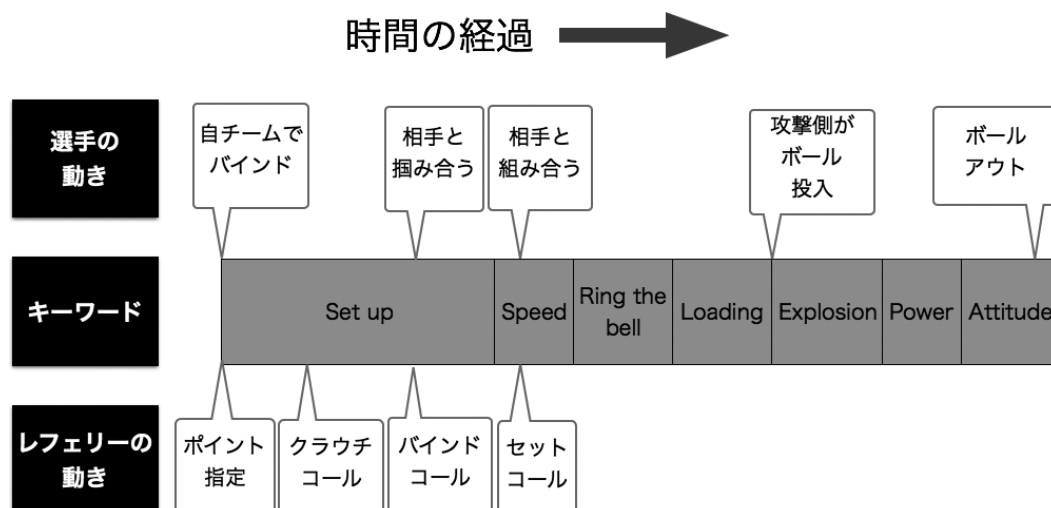 時間の経過
選手の
動き
自チームで
バインド
相手と
掴み合う
相手と
組み合う
攻撃側が
ボール
投入
ボール
アウト
キーワード
Set up
Speed
Ring the
bell
Loading
Explosion
Power
Attitude
レフェリーの
動き
ポイント
指定
クラウチ
コール
バインド
コール
セット
コール